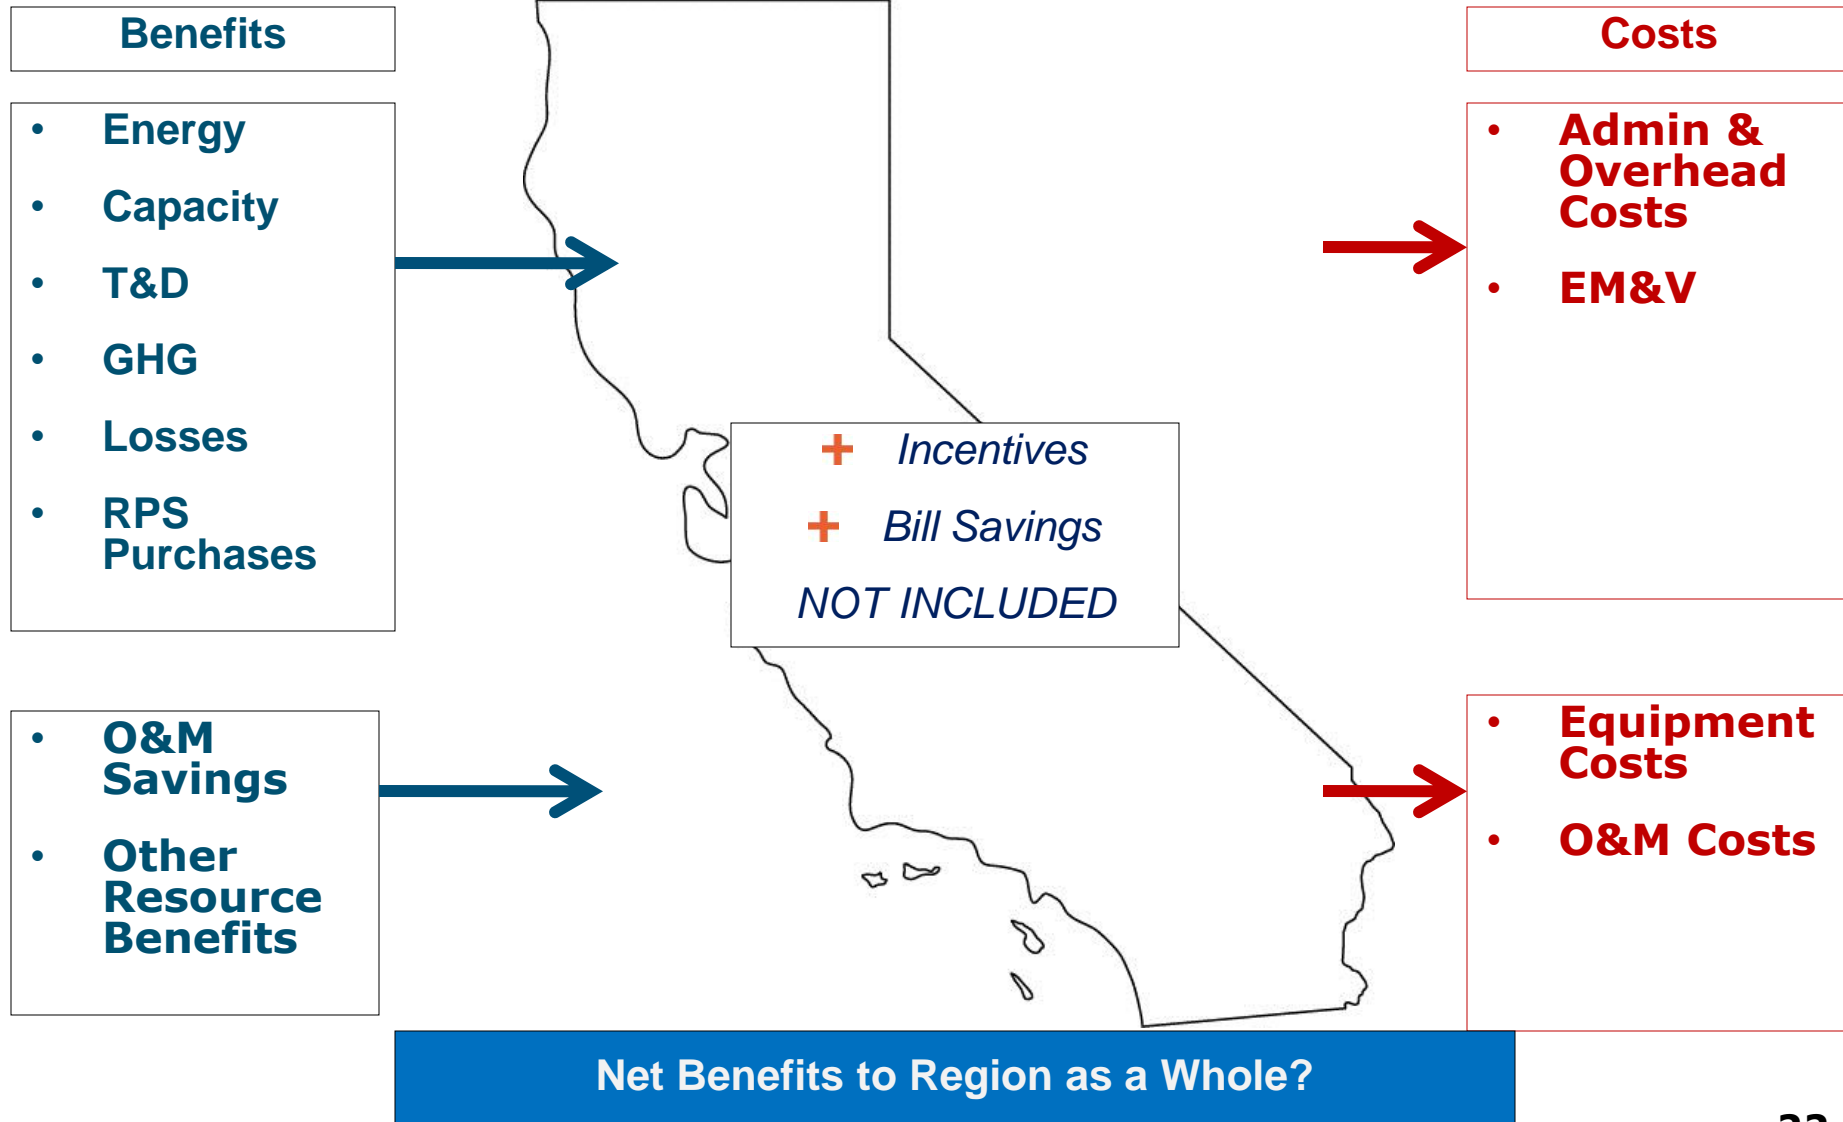 Benefits
• Energy
• Capacity
• T&D
• GHG
• Losses
• RPS
Purchases
• O&M
Savings
• Other
Resource
Benefits
+ Incentives
+ Bill Savings
NOT INCLUDED
Costs
• Admin &
Overhead
Costs
• EM&V
• Equipment
Costs
• O&M Costs
Net Benefits to Region as a Whole?